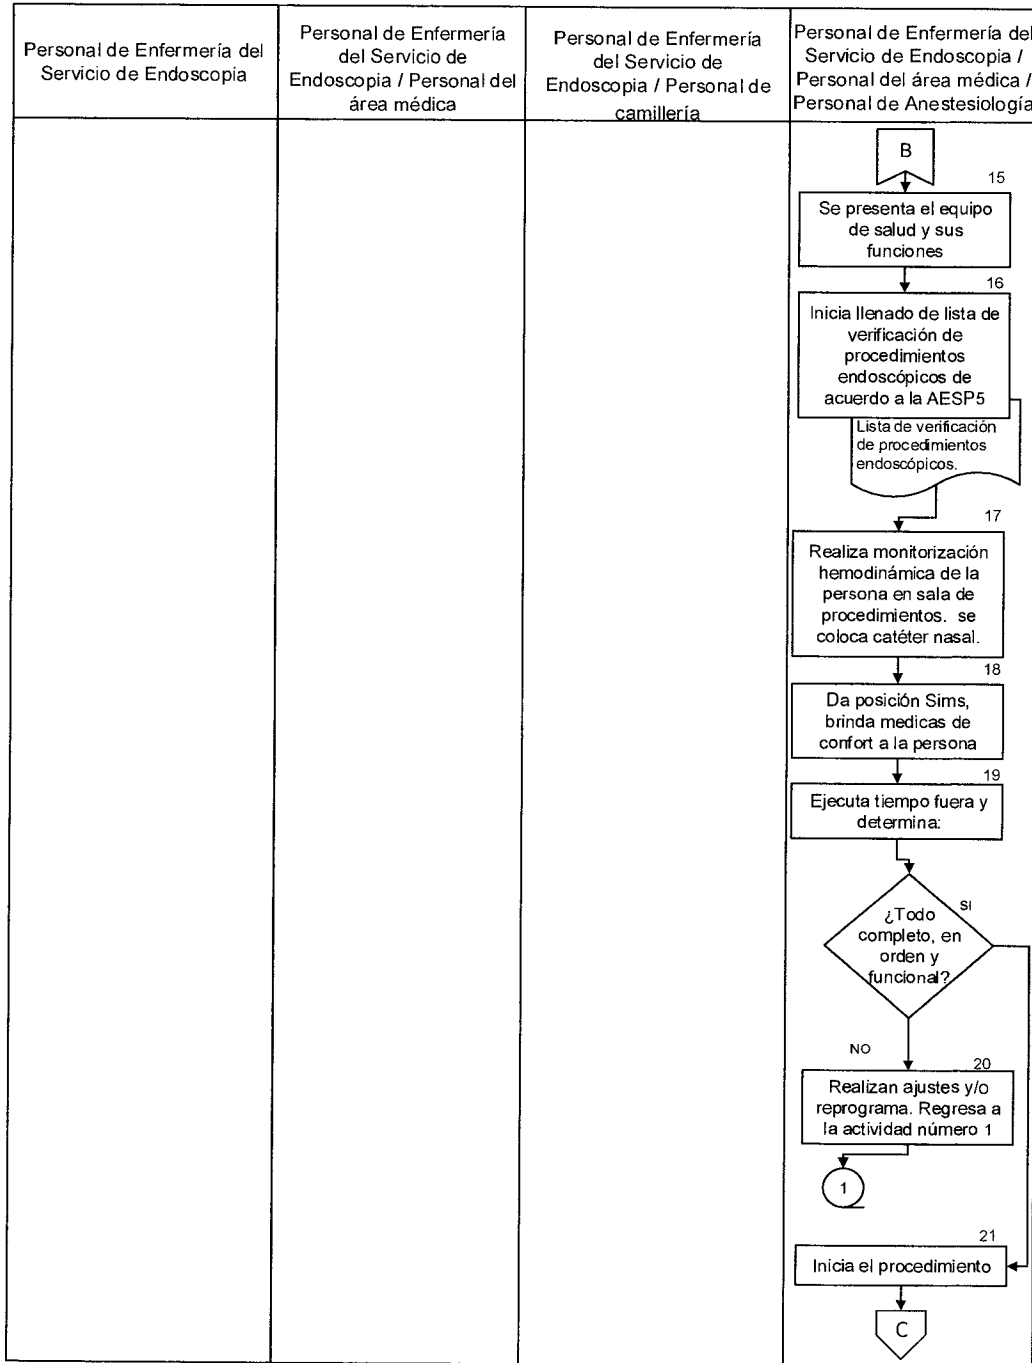 Personal de Enfermería del
Servicio de Endoscopia
Personal de Enfermería
del Servicio de
Endoscopia / Personal del
área médica
Personal de Enfermería
del Servicio de
Endoscopia / Personal de
camillería
Personal de Enfermería del
Servicio de Endoscopia /
Personal del área médica /
Personal de Anestesiología
B
15
Se presenta el equipo
de salud y sus
funciones
16
Inicia llenado de lista de
verificación de
procedimientos
endoscópicos de
acuerdo a la AESP5
Lista de verificación
de procedimientos
endoscópicos.
17
Realiza monitorización
hemodinámica de la
persona en sala de
procedimientos. se
coloca catéter nasal.
18
Da posición Sims,
brinda medicas de
confort a la persona
19
Ejecuta tiempo fuera y
determina:
¿Todo
completo, en
orden y
funcional?
SI
NO
20
Realizan ajustes y/o
reprograma. Regresa a
la actividad número 1
1
21
Inicia el procedimiento
C